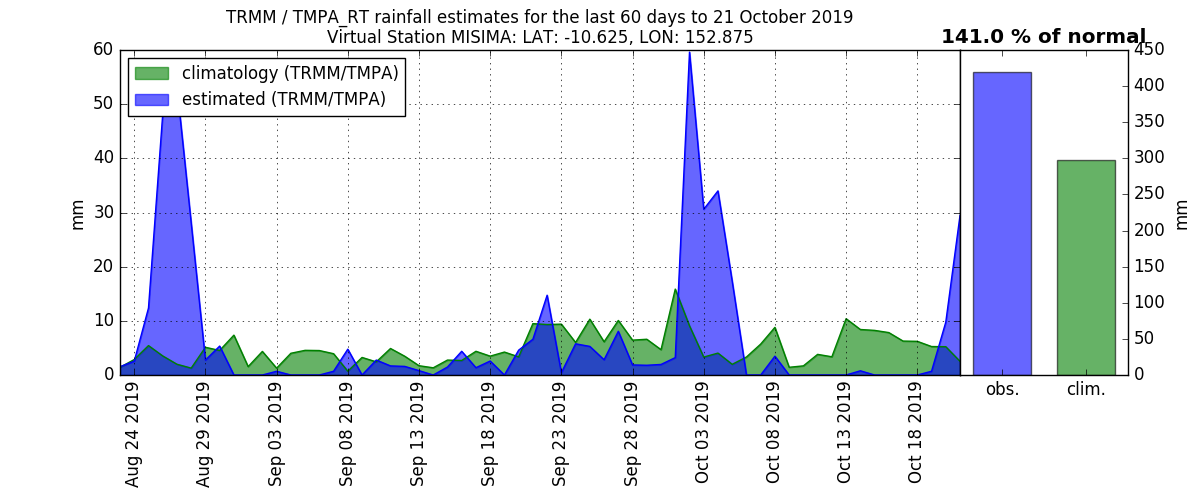 TRMM / TMPA_RT rainfall estimates for the last 60 days to 21 October 2019
Virtual Station MISIMA: LAT: -10.625, LON: 152.875
141.0 % of normal
climatology (TRMM/TMPA)
estimated (TRMM/TMPA)
mm
60
50
40
30
20
10
0
Aug 24 2019
Aug 29 2019
Sep 03 2019
Sep 08 2019
Sep 13 2019
Sep 18 2019
Sep 23 2019
Sep 28 2019
Oct 03 2019
Oct 08 2019
Oct 13 2019
Oct 18 2019
obs.
clim.
450
400
350
300
250
200
150
100
50
0
mm